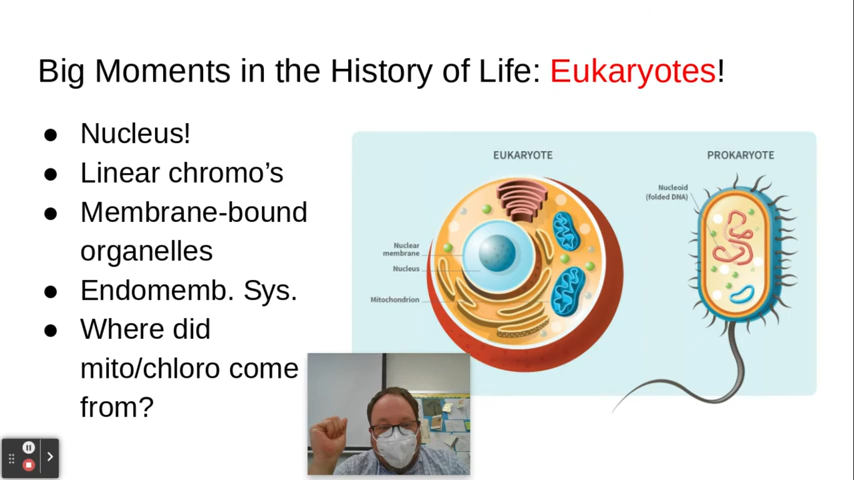 Big Moments in the History of Life: Eukaryotes!
● Nucleus!
● Linear chromo’s
● Membrane-bound
organelles
● Endomemb. Sys.
● Where did
mito/chloro come
from?
EUKARYOTE
Nuclear
membrane
Nucleus
Mitochondrion
PROKARYOTE
Nucleoid
(folded DNA)